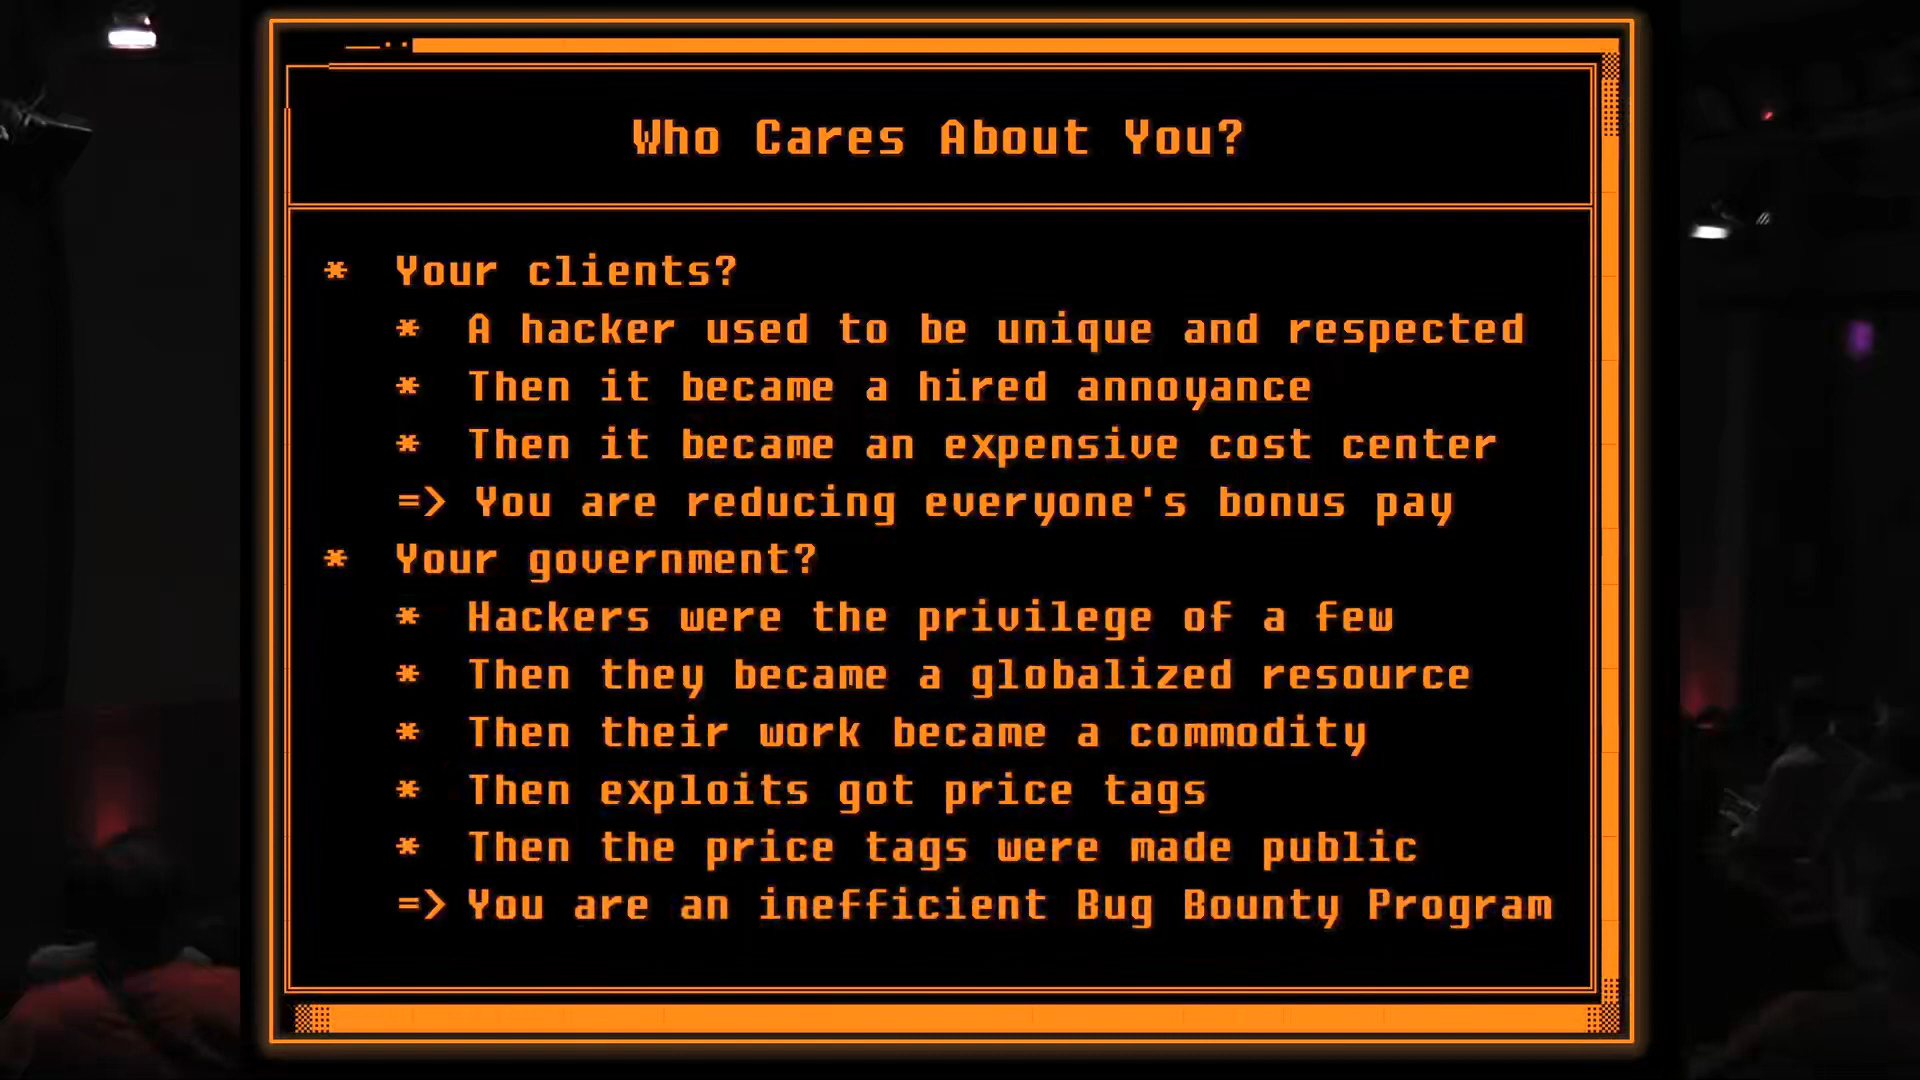 Who Cares About You?
* Your clients?
* A hacker used to be unique and respected
* Then it became a hired annoyance
* Then it became an expensive cost center
=> You are reducing everyone's bonus pay
* Your government?
* Hackers were the privilege of a few
* Then they became a globalized resource
* Then their work became a commodity
* Then exploits got price tags
* Then the price tags were made public
=> You are an inefficient Bug Bounty Program